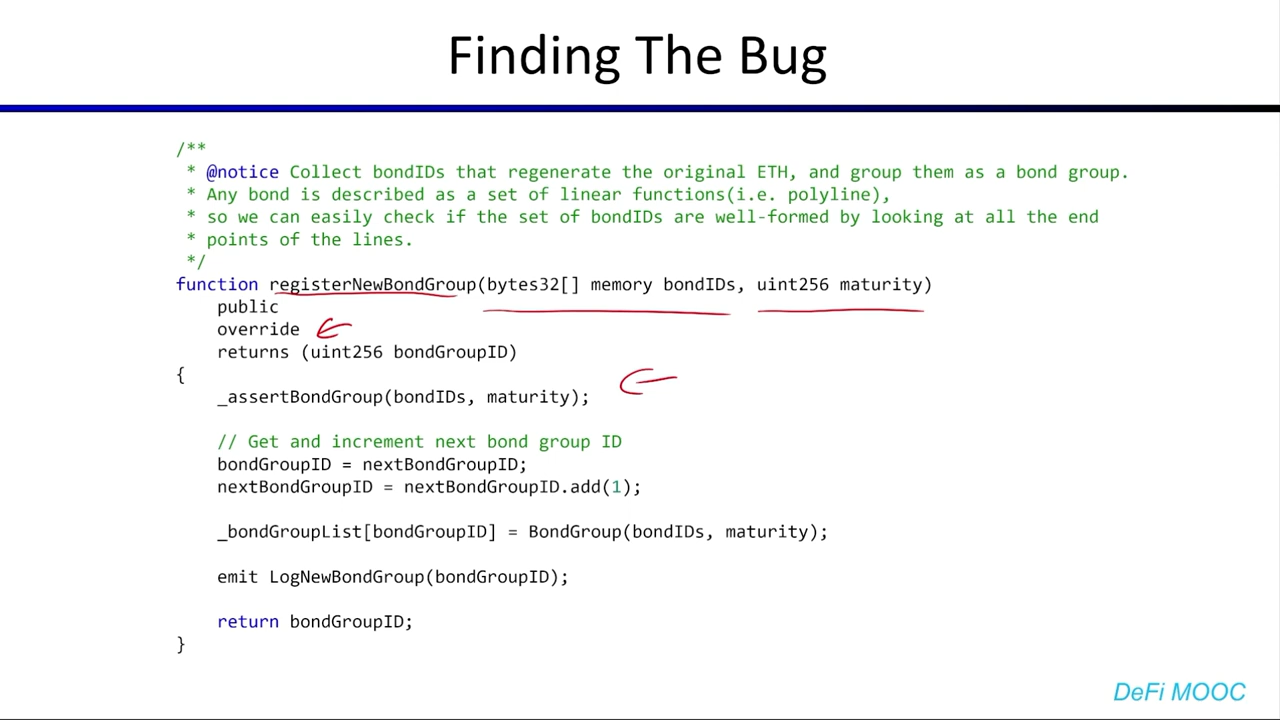 Finding The Bug
/**
* @notice Collect bondIDs that regenerate the original ETH, and group them as a bond group.
* Any bond is described as a set of linear functions(i.e. polyline),
* so we can easily check if the set of bondIDs are well-formed by looking at all the end
* points of the lines.
*/
function registerNewBondGroup(bytes32[] memory bondIDs, uint256 maturity)
public
override
returns (uint256 bondGroupID)
{
_assertBondGroup(bondIDs, maturity);
// Get and increment next bond group ID
bondGroupID = nextBondGroupID;
nextBondGroupID = nextBondGroupID.add(1);
_bondGroupList[bondGroupID] = BondGroup(bondIDs, maturity);
emit LogNewBondGroup(bondGroupID);
return bondGroupID;
}
DeFi MOOC